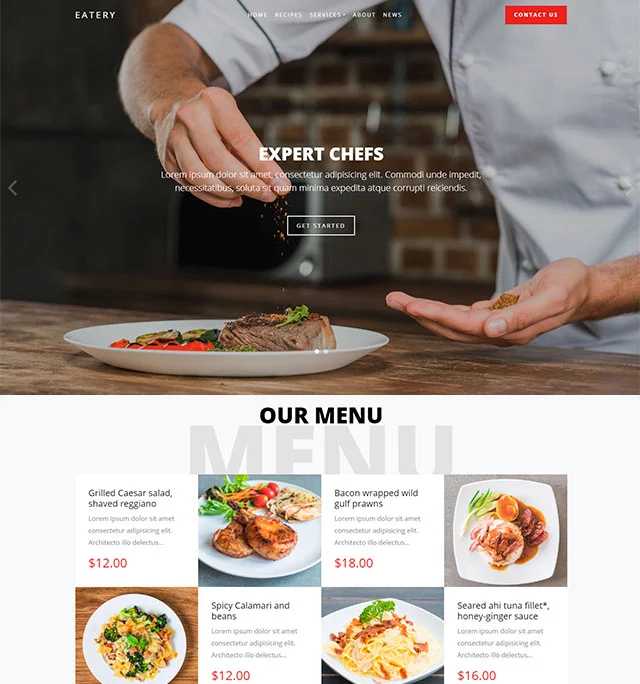 EATERY
HOME RECIPES SERVICES ABOUT NEWS
CONTACT US
EXPERT CHEFS
Lorem ipsum dolor sit amet, consectetur adipisicing elit. Commodi unde impedit,
necessitatibus, soluta sit quam minima expedita atque corrupti reiciendis.
GET STARTED
OUR MENU
MENU
Grilled Caesar salad,
shaved reggiano
Lorem ipsum dolor sit amet
consectetur adipisicing elit.
Architecto illo delectus...
$12.00
Bacon wrapped wild
gulf prawns
Lorem ipsum dolor sit amet
consectetur adipisicing elit.
Architecto illo delectus...
$18.00
Spicy Calamari and
beans
Lorem ipsum dolor sit amet
consectetur adipisicing elit.
Architecto illo delectus...
$12.00
Seared ahi tuna fillet*,
honey-ginger sauce
Lorem ipsum dolor sit amet
consectetur adipisicing elit.
Architecto illo delectus...
$16.00